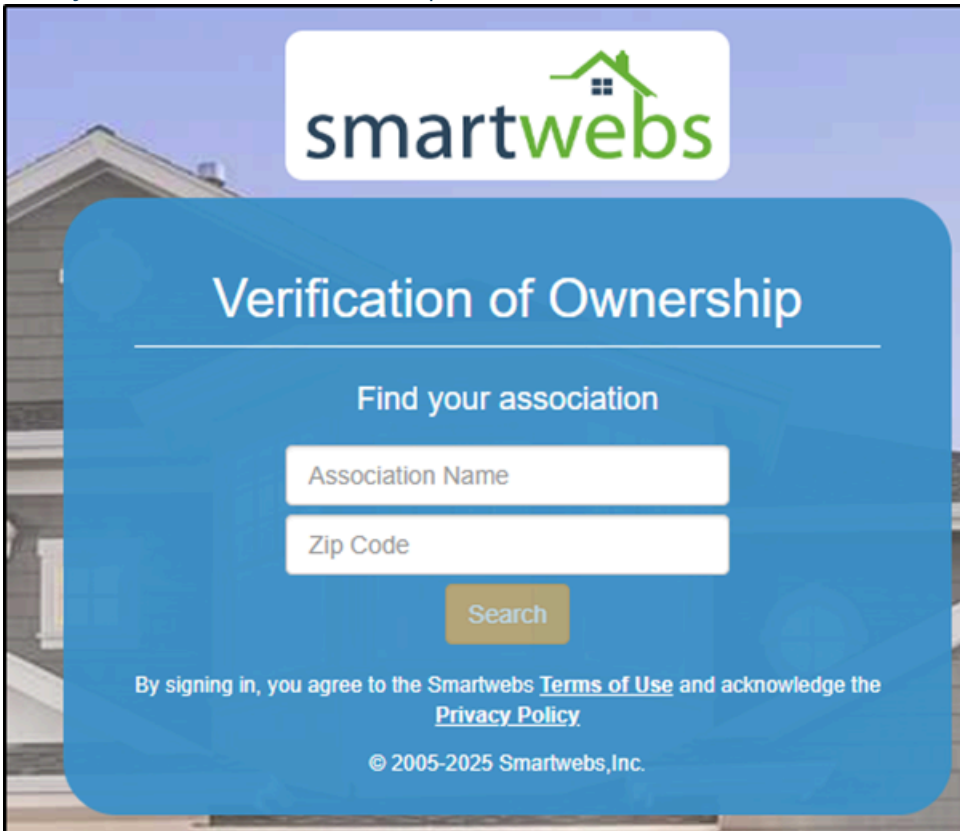 smartwebs
Verification of Ownership
Find your association
Association Name
Zip Code
Search
By signing in, you agree to the Smartwebs Terms of Use and acknowledge the
Privacy Policy
© 2005-2025 Smartwebs,Inc.